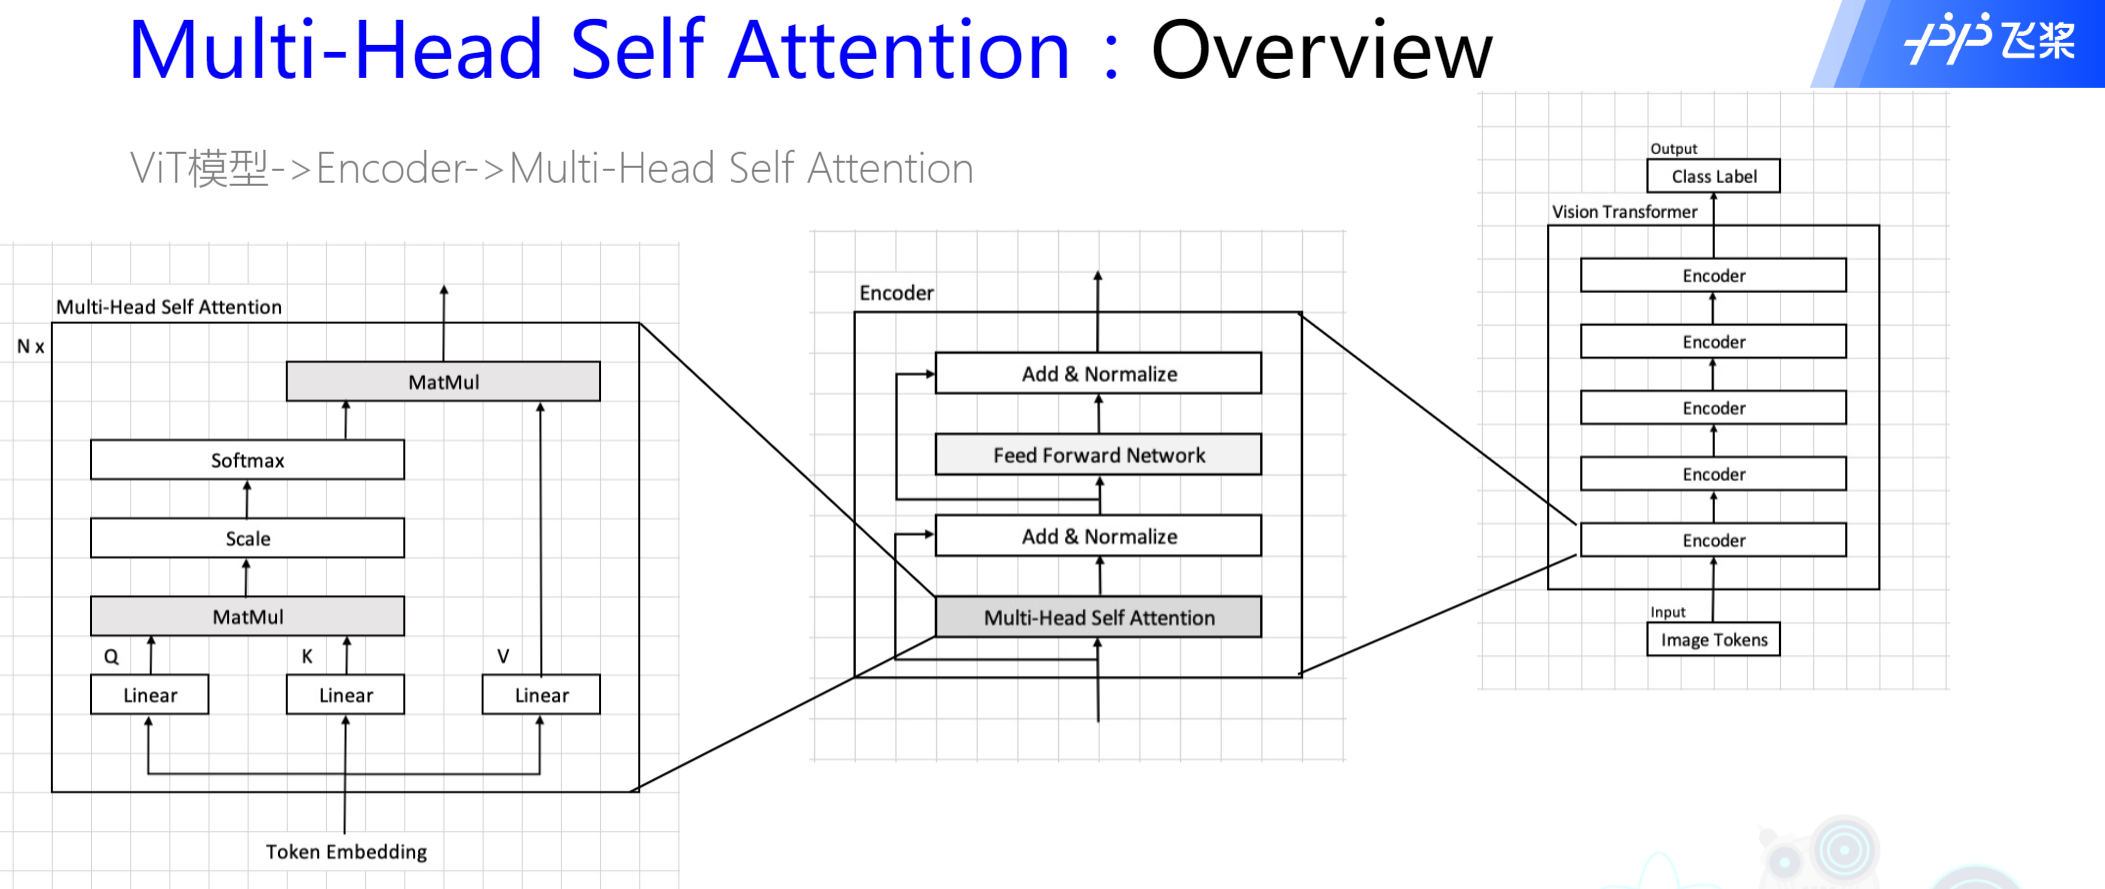 Multi-Head Self Attention：Overview
飞桨
ViT模型->Encoder->Multi-Head Self Attention
Multi-Head Self Attention
N x
MatMul
Softmax
Scale
MatMul
Q
K
V
Linear
Linear
Linear
Token Embedding
Encoder
Add & Normalize
Feed Forward Network
Add & Normalize
Multi-Head Self Attention
Output
Class Label
Vision Transformer
Encoder
Encoder
Encoder
Encoder
Encoder
Input
Image Tokens